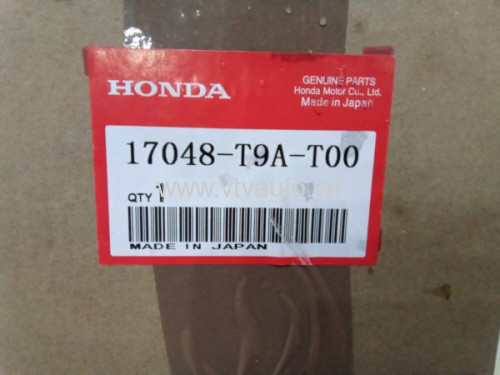 HONDA
GENUINE PARTS
Honda Motor Co., Ltd.
Made in Japan
17048-T9A-T00
www.vtvauto.vn
QTY 1
MADE IN JAPAN